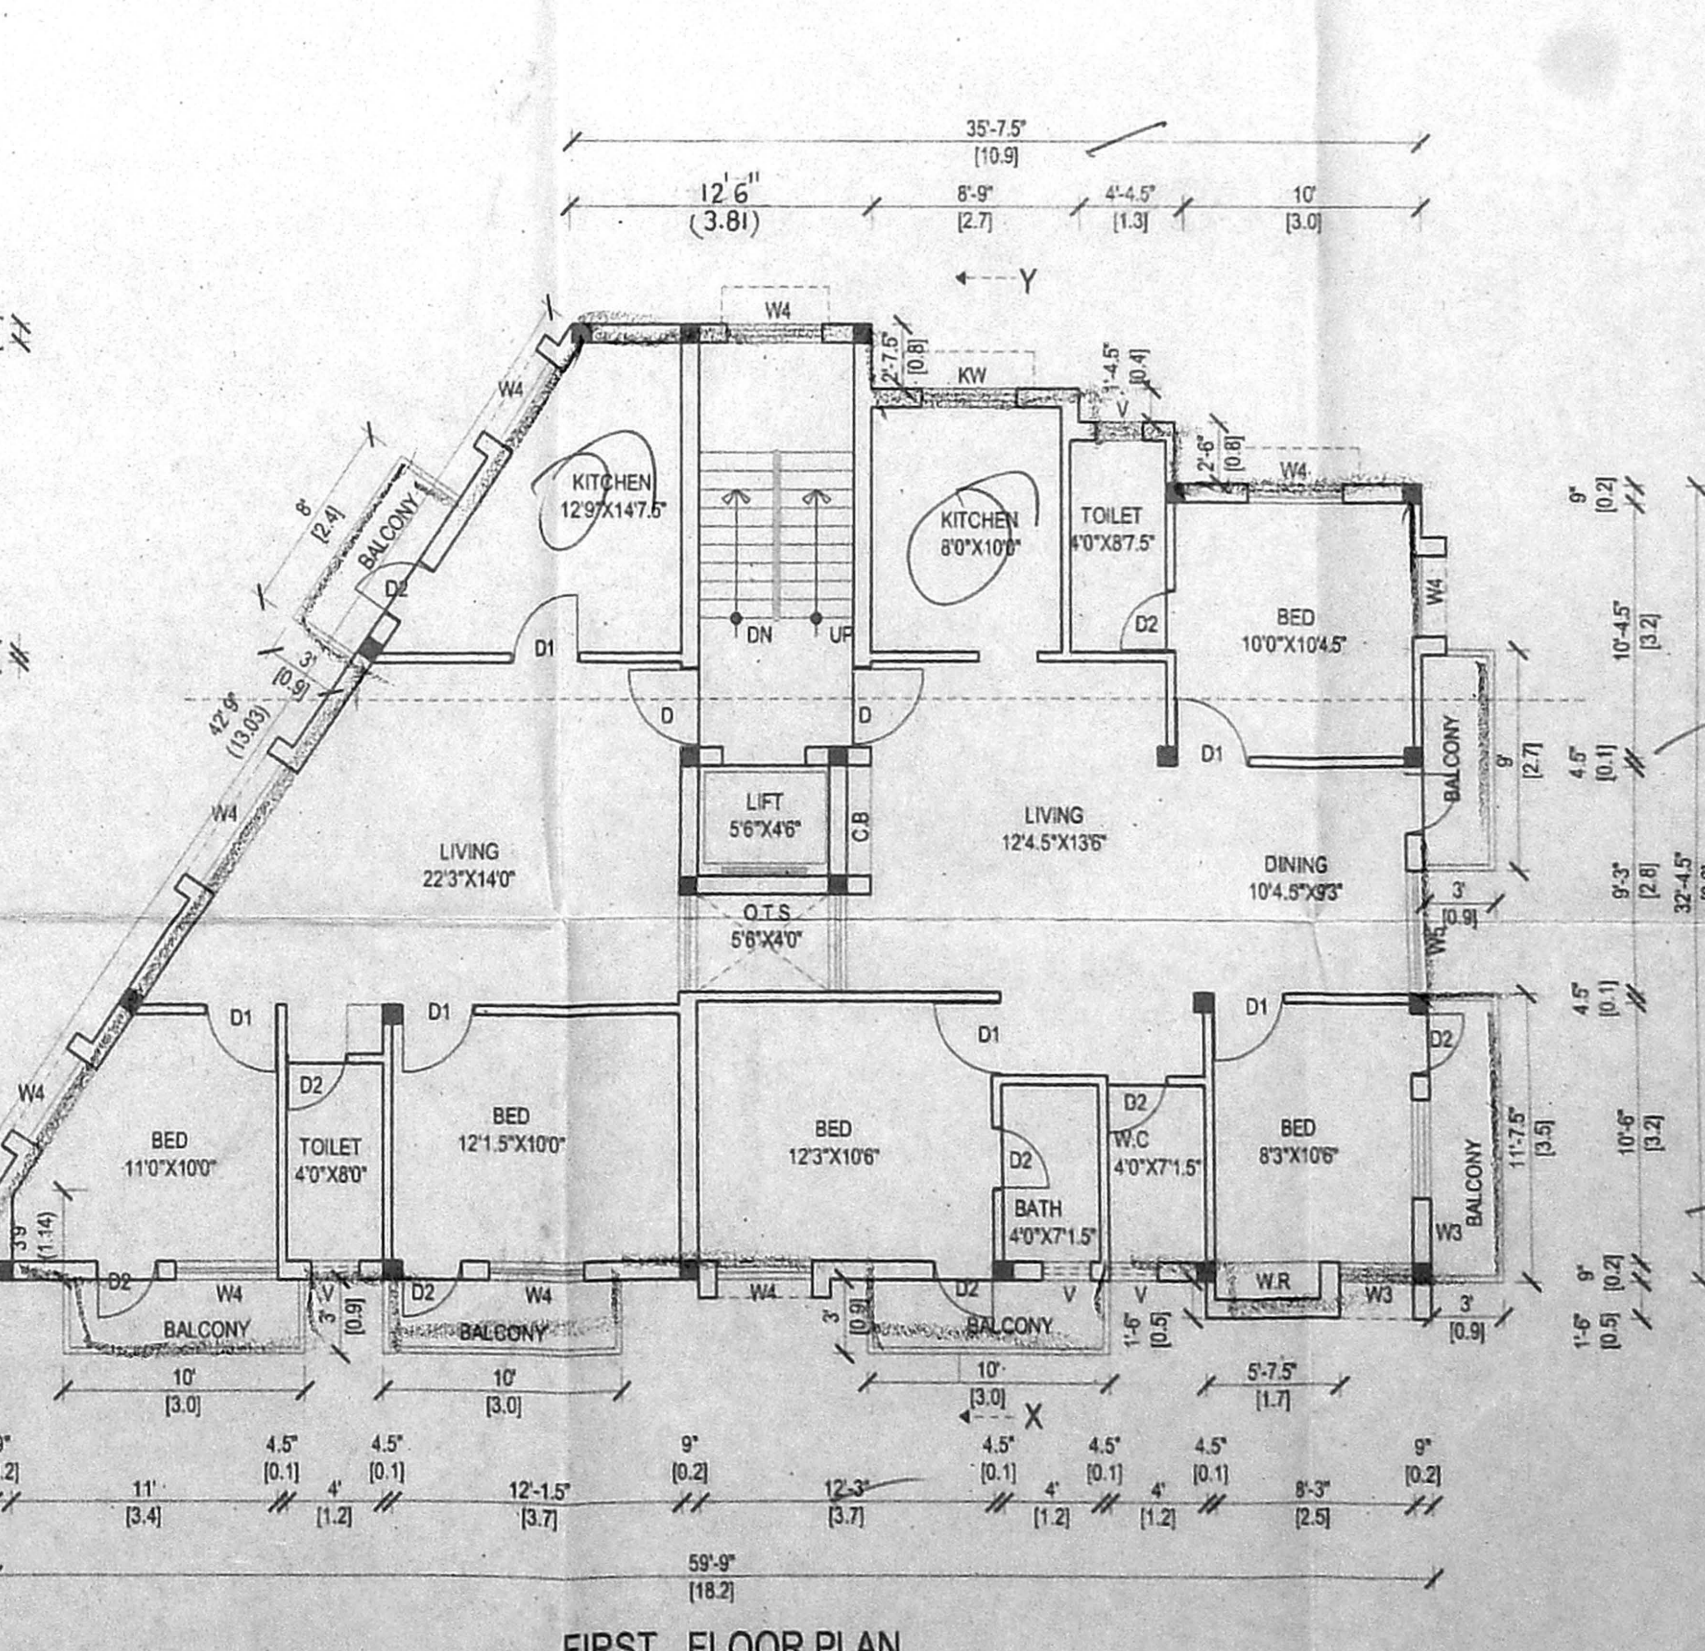 35'-7.5"
[10.9]
12'6" 8'-9" 4'-4.5" 10'
(3.81) [2.7] [1.3] [3.0]
Y
W4
2'-7.5"
[0.8]
KW
1'-4.5"
[0.4]
V
W4
2'-6"
[0.8]
W4
9"
[0.2]
8'
[2.4]
BALCONY
D2
KITCHEN
12'9"X14'7.5"
KITCHEN
8'0"X10'0"
TOILET
4'0"X8'7.5"
W4
BED
10'0"X10'4.5"
10'-4.5"
[3.2]
D1
DN
UP
D2
3'
[0.9]
42'9"
(13.03)
D
D
D1
BALCONY
9'
[2.7]
4.5"
[0.1]
W4
LIFT
5'6"X4'6"
C.B
LIVING
12'4.5"X13'6"
LIVING
22'3"X14'0"
DINING
10'4.5"X9'3"
9'-3"
[2.8]
32'-4.5"
3'
[0.9]
O.T.S
5'6"X4'0"
W5
4.5"
[0.1]
D1
D1
D1
D1
D2
W4
D2
D2
BED
11'0"X10'0"
TOILET
4'0"X8'0"
BED
12'1.5"X10'0"
BED
12'3"X10'6"
D2
W.C
4'0"X7'1.5"
BED
8'3"X10'6"
11'-7.5"
[3.5]
10'-6"
[3.2]
BALCONY
BATH
4'0"X7'1.5"
W3
3'9
(1.14)
D2
W4
V
3'
[0.9]
D2
W4
W4
3'
[0.9]
D2
V
V
W.R
W3
9"
[0.2]
BALCONY
BALCONY
BALCONY
1'-6"
[0.5]
3'
[0.9]
1'-6"
[0.5]
10' 10' 10' 5'-7.5"
[3.0] [3.0] [3.0] [1.7]
X
9" 4.5" 4.5" 9" 4.5" 4.5" 4.5" 9"
.2] [0.1] [0.1] [0.2] [0.1] [0.1] [0.1] [0.2]
11' 4' 12'-1.5" 12'-3" 4' 4' 8'-3"
[3.4] [1.2] [3.7] [3.7] [1.2] [1.2] [2.5]
59'-9"
[18.2]
FIRST FLOOR PLAN